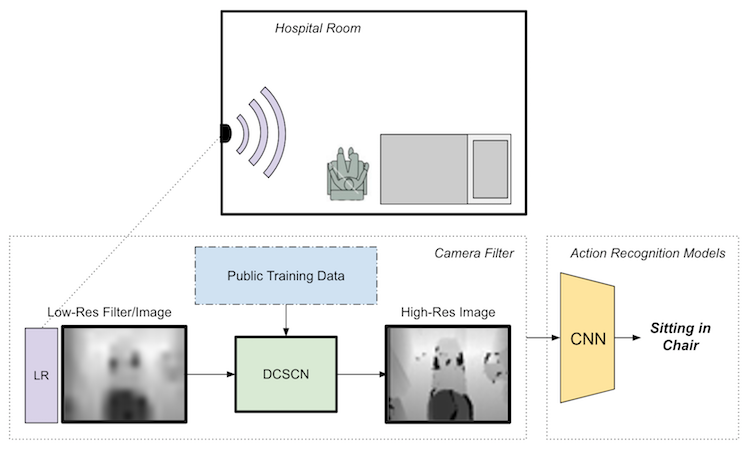 Hospital Room
Camera Filter
Action Recognition Models
Public Training Data
Low-Res Filter/Image
High-Res Image
LR
DCSCN
CNN
Sitting in
Chair